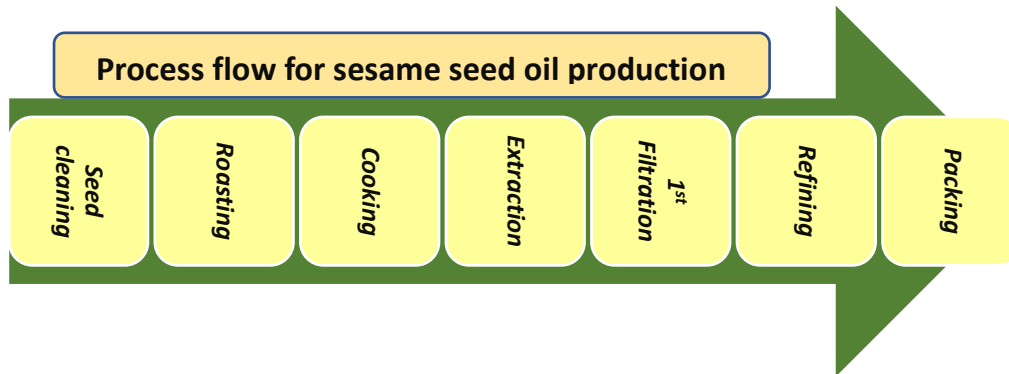 Process flow for sesame seed oil production
Seed
cleaning
Roasting
Cooking
Extraction
1st
Filtration
Refining
Packing